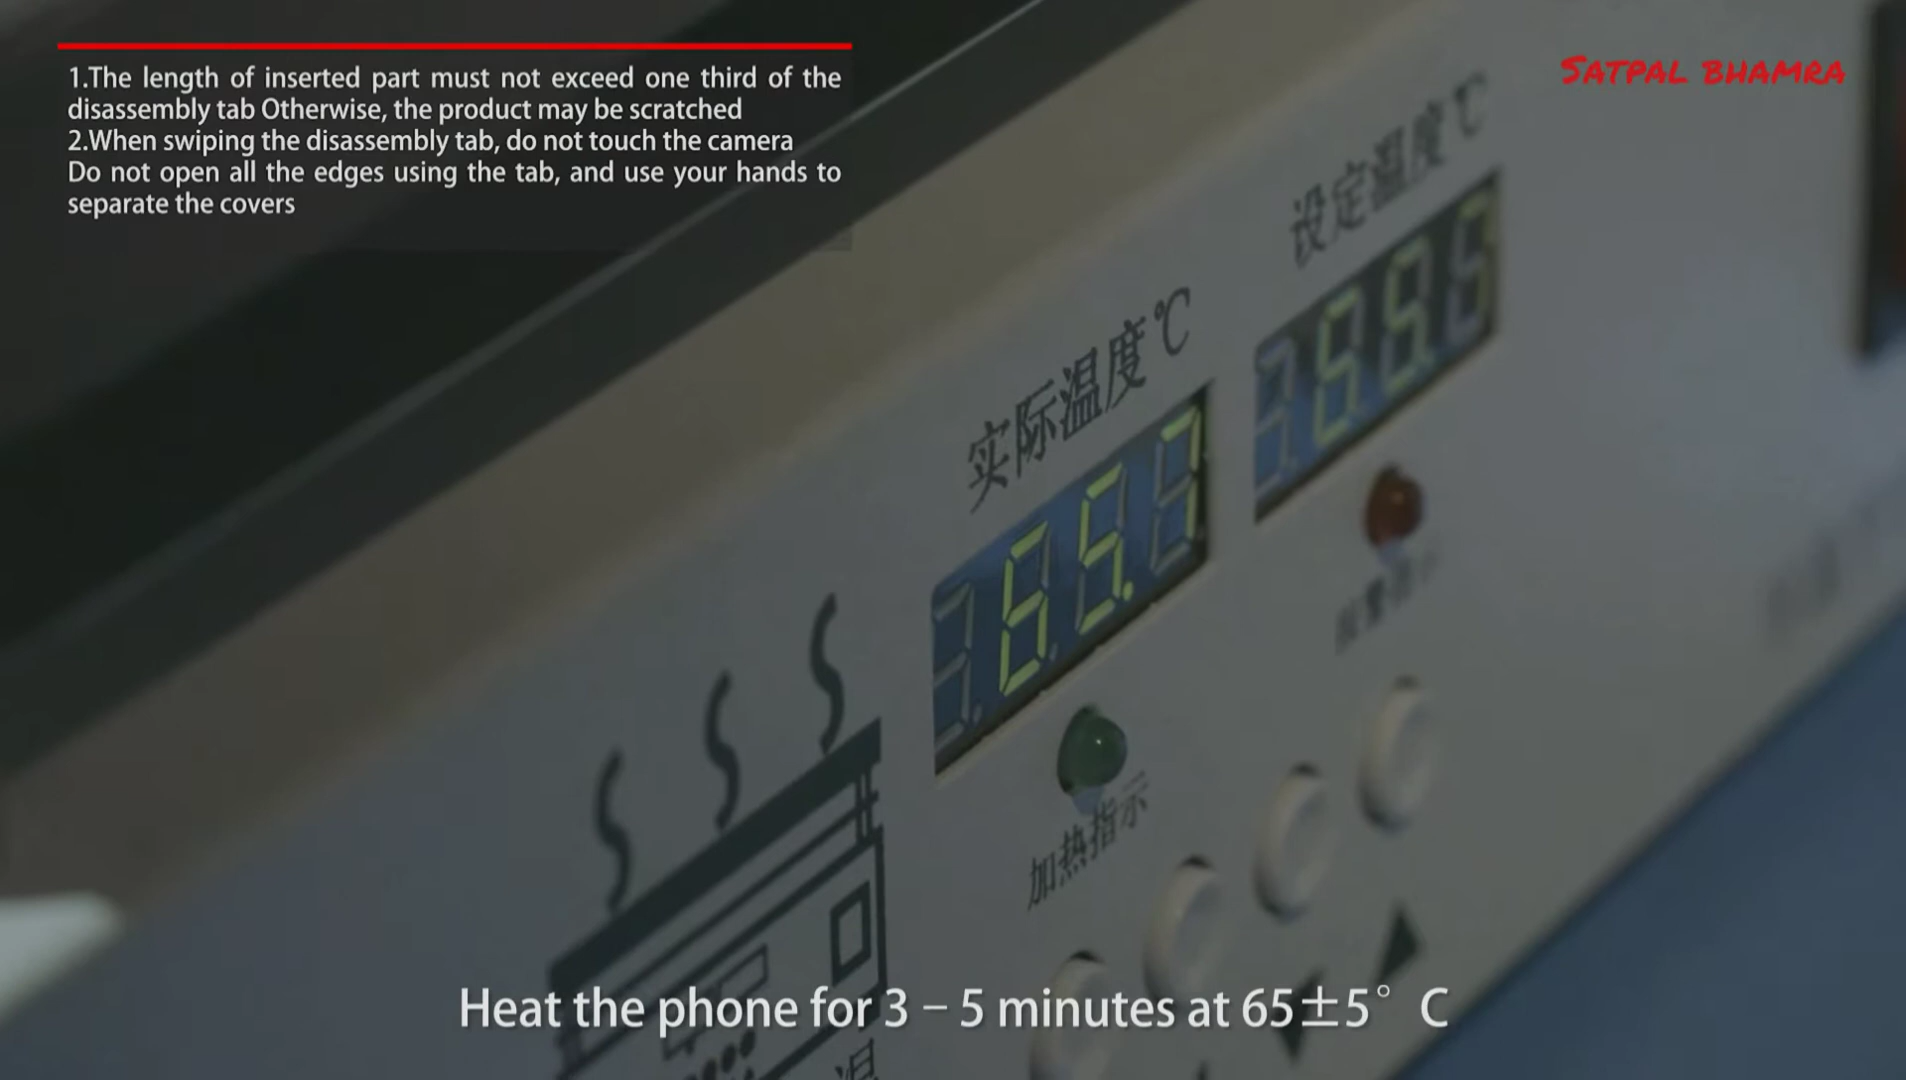 1.The length of inserted part must not exceed one third of the
disassembly tab Otherwise, the product may be scratched
2.When swiping the disassembly tab, do not touch the camera
Do not open all the edges using the tab, and use your hands to
separate the covers
SATPAL BHAMRA
设定温度℃
实际温度℃
65.7
加热指示
温
Heat the phone for 3 – 5 minutes at 65±5° C